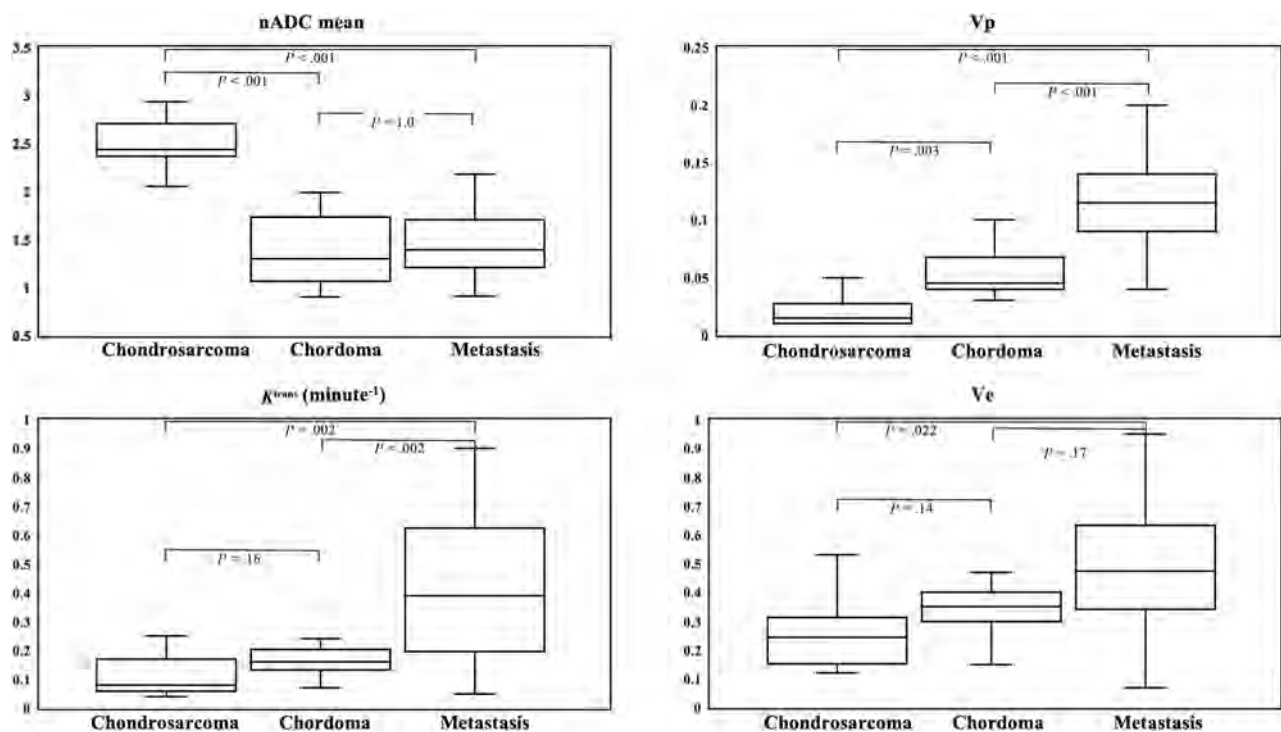 nADC mean
3.5
3
2.5
2
1.5
1
0.5
P < .001
P < .001
P = 1.0
Chondrosarcoma Chordoma Metastasis
Vp
0.25
0.2
0.15
0.1
0.05
0
P = .001
P < .001
P = .003
Chondrosarcoma Chordoma Metastasis
Ktrans (minute-1)
1
0.9
0.8
0.7
0.6
0.5
0.4
0.3
0.2
0.1
0
P = .002
P = .002
P = .16
Chondrosarcoma Chordoma Metastasis
Ve
1
0.9
0.8
0.7
0.6
0.5
0.4
0.3
0.2
0.1
0
P = .022
P = .17
P = .14
Chondrosarcoma Chordoma Metastasis